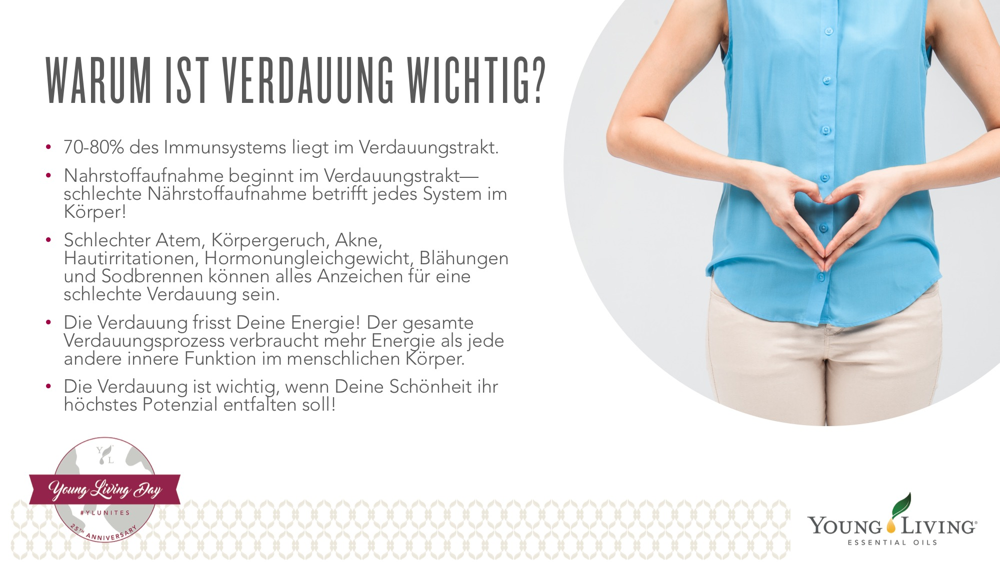 WARUM IST VERDAUUNG WICHTIG?
• 70-80% des Immunsystems liegt im Verdauungstrakt.
• Nahrstoffaufnahme beginnt im Verdauungstrakt—
schlechte Nährstoffaufnahme betrifft jedes System im
Körper!
• Schlechter Atem, Körpergeruch, Akne,
Hautirritationen, Hormonungleichgewicht, Blähungen
und Sodbrennen können alles Anzeichen für eine
schlechte Verdauung sein.
• Die Verdauung frisst Deine Energie! Der gesamte
Verdauungsprozess verbraucht mehr Energie als jede
andere innere Funktion im menschlichen Körper.
• Die Verdauung ist wichtig, wenn Deine Schönheit ihr
höchstes Potenzial entfalten soll!
Y L
Young Living Day
#YLUNITES
25TH ANNIVERSARY
YOUNG LIVING®
ESSENTIAL OILS